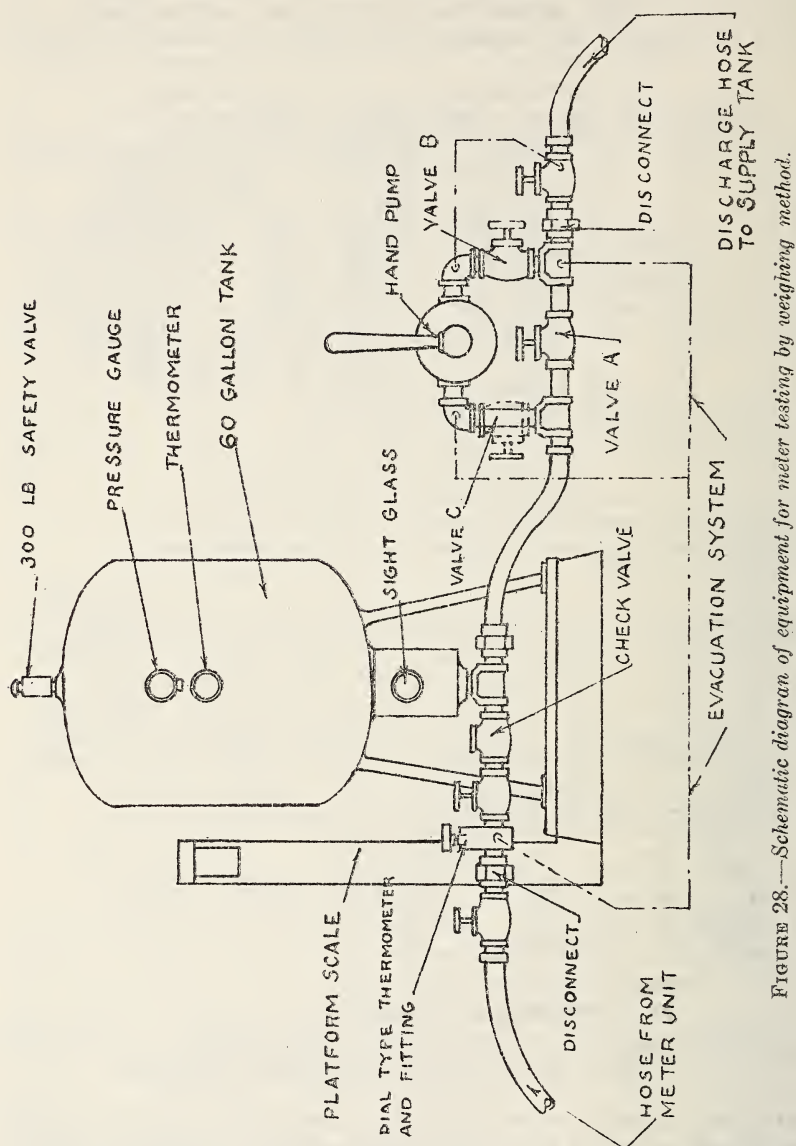 300 LB SAFETY VALVE
PRESSURE GAUGE
THERMOMETER
60 GALLON TANK
PLATFORM SCALE
DIAL TYPE THERMOMETER
AND FITTING
SIGHT GLASS
VALVE C
HAND PUMP
VALVE B
DISCONNECT
HOSE FROM
METER UNIT
CHECK VALVE
VALVE A
DISCONNECT
DISCHARGE HOSE
TO SUPPLY TANK
EVACUATION SYSTEM
FIGURE 28.—Schematic diagran of equipment for meter testing by weighing method.